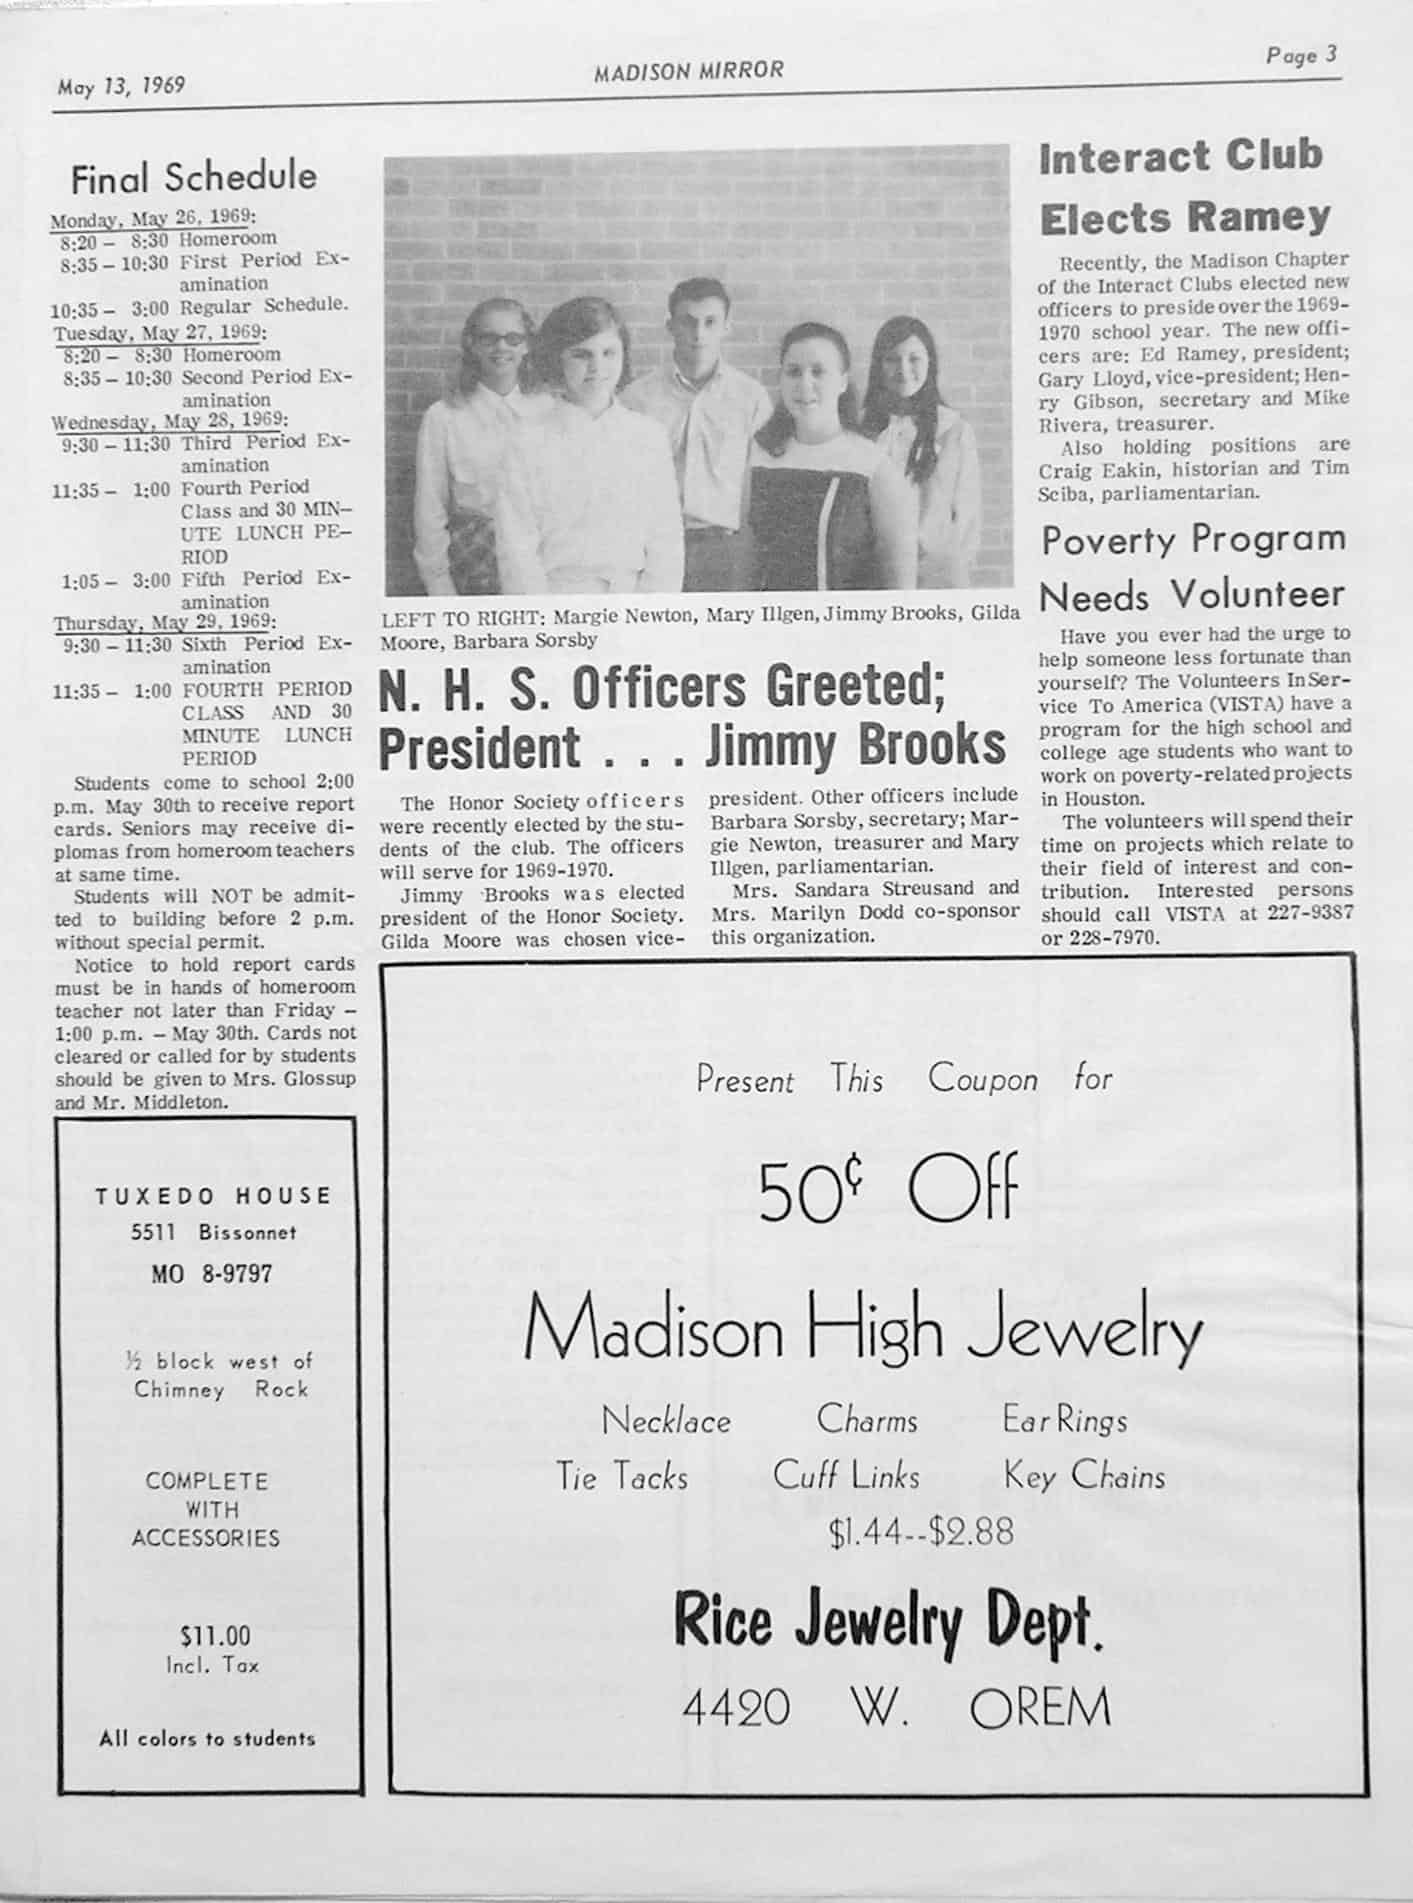 May 13, 1969
MADISON MIRROR
Page 3
Final Schedule
Monday, May 26, 1969:
8:20 – 8:30 Homeroom
8:35 – 10:30 First Period Ex-
amination
10:35 – 3:00 Regular Schedule.
Tuesday, May 27, 1969:
8:20 – 8:30 Homeroom
8:35 – 10:30 Second Period Ex-
amination
Wednesday, May 28, 1969:
9:30 – 11:30 Third Period Ex-
amination
11:35 – 1:00 Fourth Period
Class and 30 MIN–
UTE LUNCH PE–
RIOD
1:05 – 3:00 Fifth Period Ex-
amination
Thursday, May 29, 1969:
9:30 – 11:30 Sixth Period Ex-
amination
11:35 – 1:00 FOURTH PERIOD
CLASS AND 30
MINUTE LUNCH
PERIOD
Students come to school 2:00
p.m. May 30th to receive report
cards. Seniors may receive di-
plomas from homeroom teachers
at same time.
Students will NOT be admit-
ted to building before 2 p.m.
without special permit.
Notice to hold report cards
must be in hands of homeroom
teacher not later than Friday –
1:00 p.m. – May 30th. Cards not
cleared or called for by students
should be given to Mrs. Glossup
and Mr. Middleton.
TUXEDO HOUSE
5511 Bissonnet
MO 8-9797
½ block west of
Chimney Rock
COMPLETE
WITH
ACCESSORIES
$11.00
Incl. Tax
All colors to students
LEFT TO RIGHT: Margie Newton, Mary Illgen, Jimmy Brooks, Gilda
Moore, Barbara Sorsby
N. H. S. Officers Greeted;
President . . . Jimmy Brooks
The Honor Society officers
were recently elected by the stu-
dents of the club. The officers
will serve for 1969-1970.
Jimmy Brooks was elected
president of the Honor Society.
Gilda Moore was chosen vice-
president. Other officers include
Barbara Sorsby, secretary; Mar-
gie Newton, treasurer and Mary
Illgen, parliamentarian.
Mrs. Sandara Streusand and
Mrs. Marilyn Dodd co-sponsor
this organization.
Interact Club
Elects Ramey
Recently, the Madison Chapter
of the Interact Clubs elected new
officers to preside over the 1969-
1970 school year. The new offi-
cers are: Ed Ramey, president;
Gary Lloyd, vice-president; Hen-
ry Gibson, secretary and Mike
Rivera, treasurer.
Also holding positions are
Craig Eakin, historian and Tim
Sciba, parliamentarian.
Poverty Program
Needs Volunteer
Have you ever had the urge to
help someone less fortunate than
yourself? The Volunteers In Ser-
vice To America (VISTA) have a
program for the high school and
college age students who want to
work on poverty-related projects
in Houston.
The volunteers will spend their
time on projects which relate to
their field of interest and con-
tribution. Interested persons
should call VISTA at 227-9387
or 228-7970.
Present This Coupon for
50¢ Off
Madison High Jewelry
Necklace Charms Ear Rings
Tie Tacks Cuff Links Key Chains
$1.44--$2.88
Rice Jewelry Dept.
4420 W. OREM